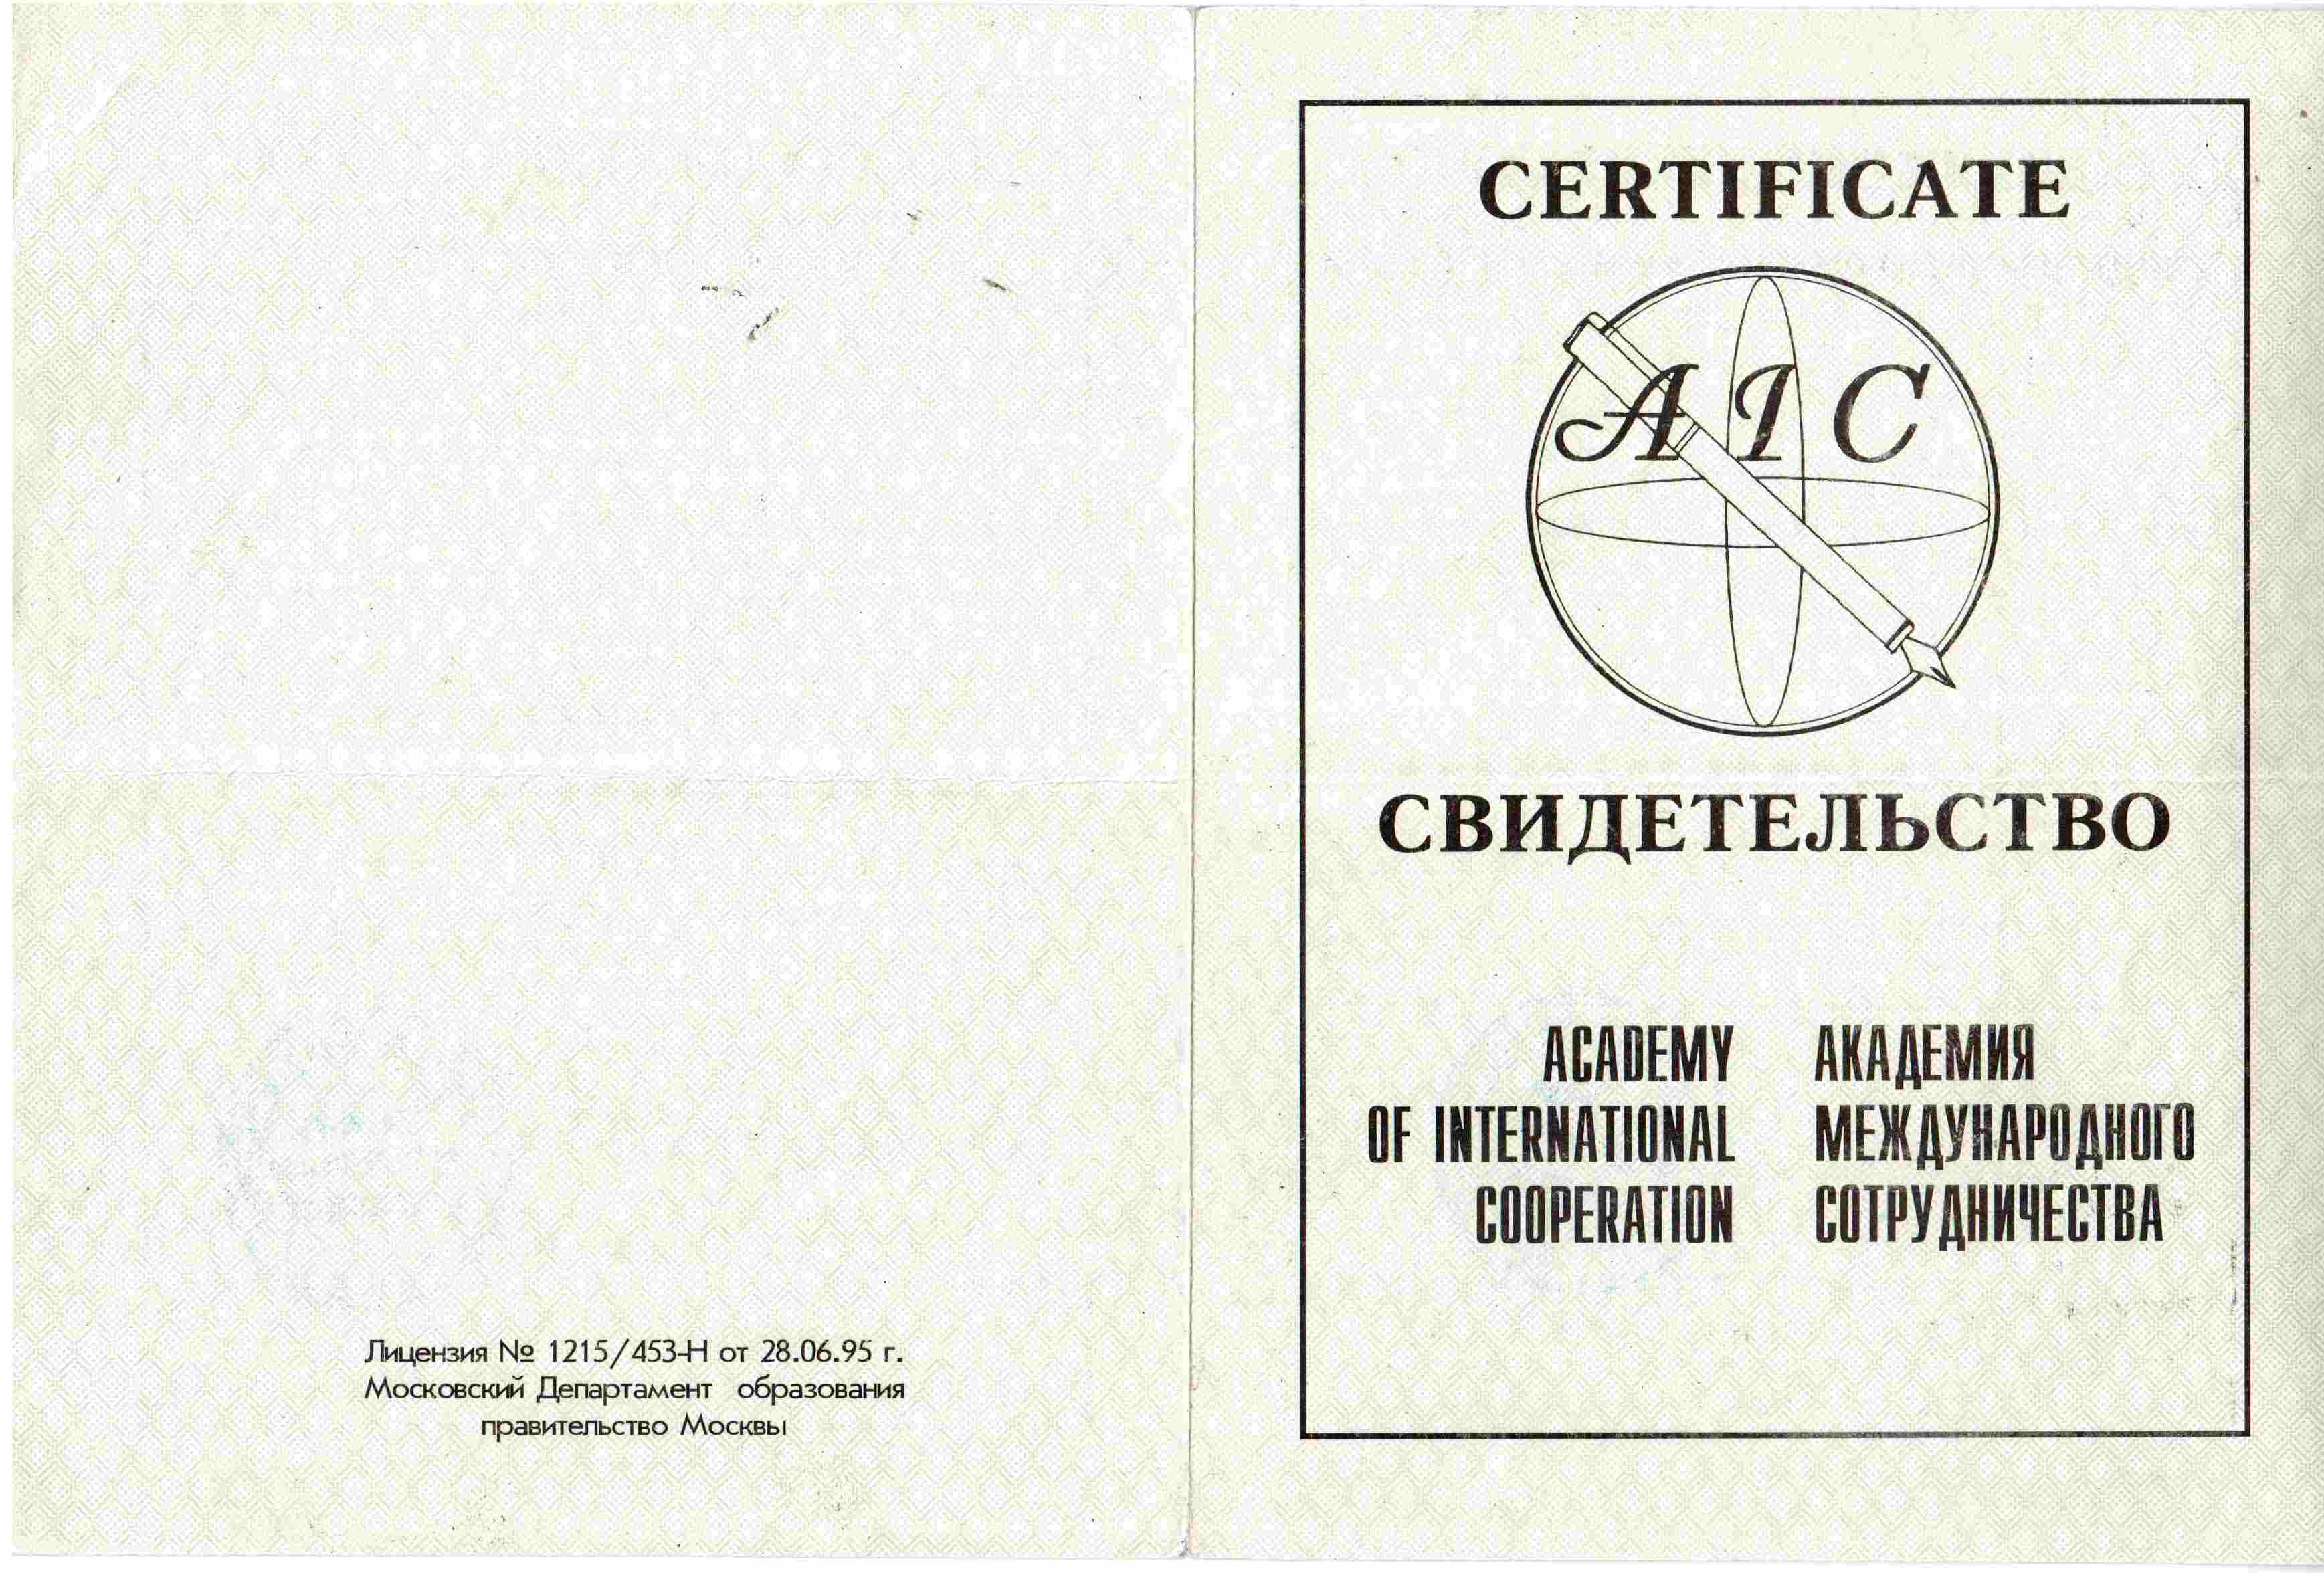 Лицензия № 1215/453-Н от 28.06.95 г.
Московский Департамент образования
правительство Москвы
CERTIFICATE
AIC
СВИДЕТЕЛЬСТВО
ACADEMY
OF INTERNATIONAL
COOPERATION
АКАДЕМИЯ
МЕЖДУНАРОДНОГО
СОТРУДНИЧЕСТВА